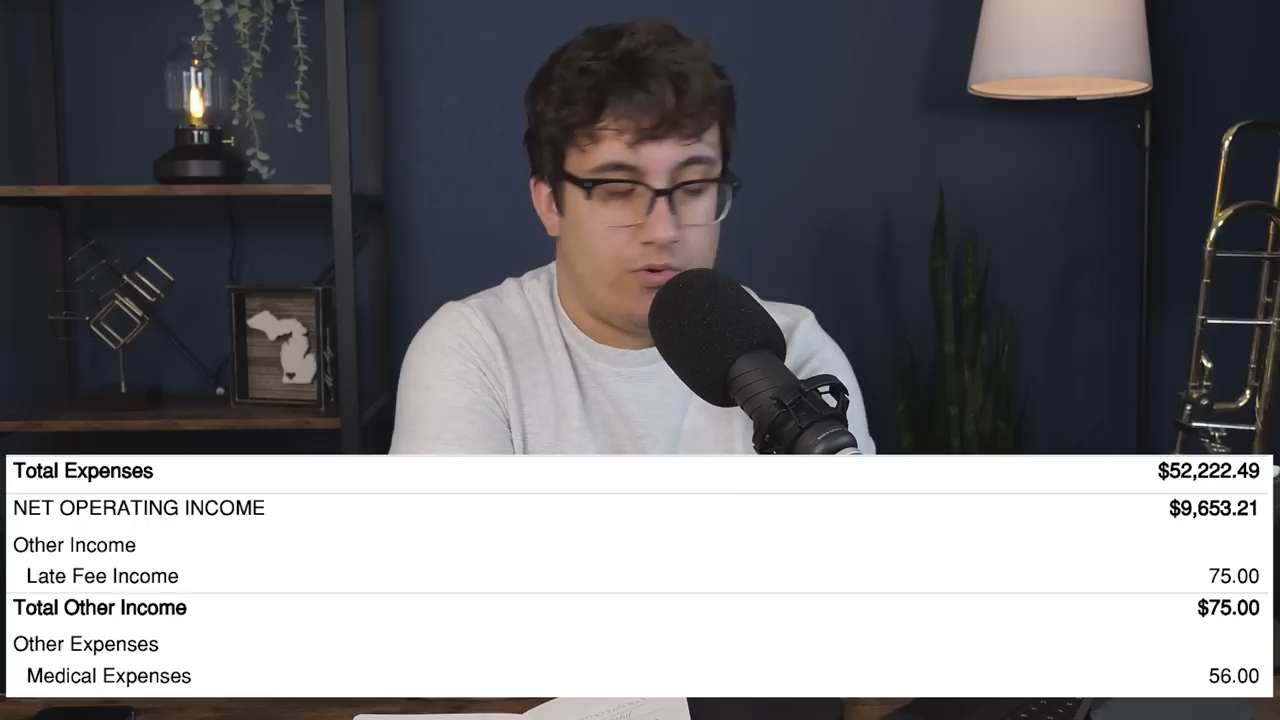 Total Expenses $52,222.49
NET OPERATING INCOME $9,653.21
Other Income
Late Fee Income 75.00
Total Other Income $75.00
Other Expenses
Medical Expenses 56.00